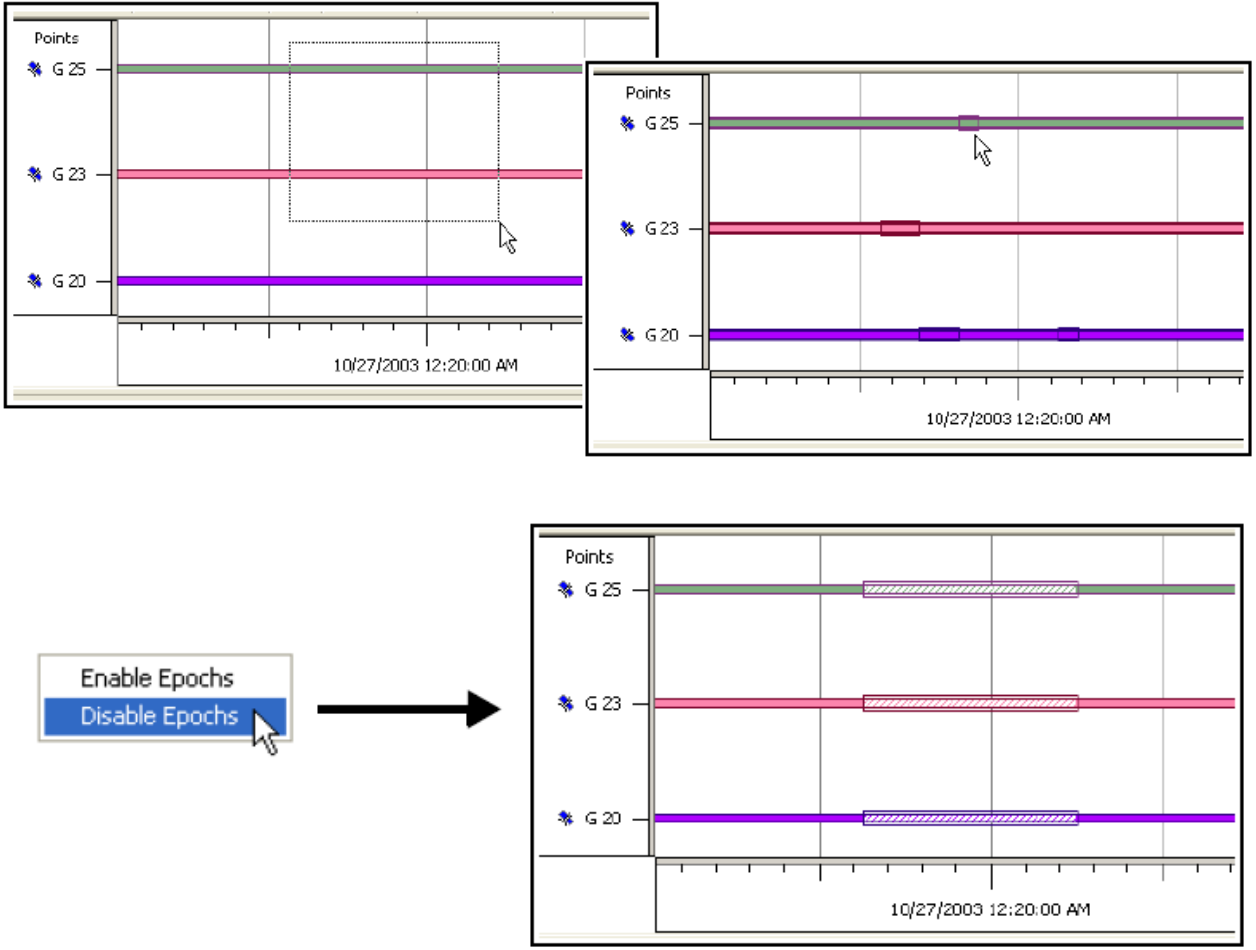 Points
G 25
G 23
G 20
10/27/2003 12:20:00 AM
Points
G 25
G 23
G 20
10/27/2003 12:20:00 AM
Enable Epochs
Disable Epochs
Points
G 25
G 23
G 20
10/27/2003 12:20:00 AM